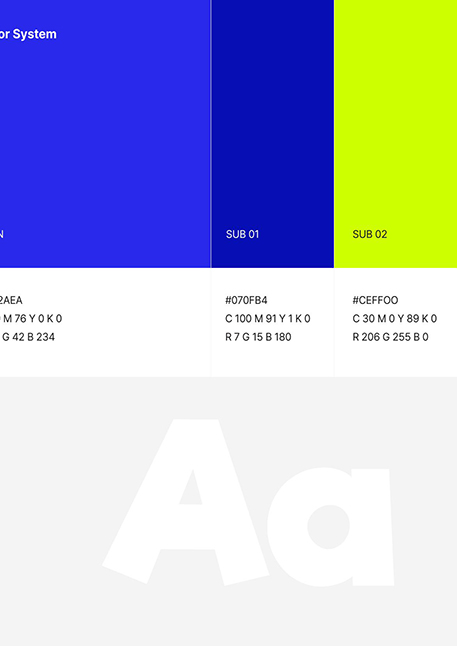 or System
N
SUB 01
SUB 02
2AEA
M 76 Y 0 K 0
G 42 B 234
#070FB4
C 100 M 91 Y 1 K 0
R 7 G 15 B 180
#CEFF00
C 30 M 0 Y 89 K 0
R 206 G 255 B 0
Aa